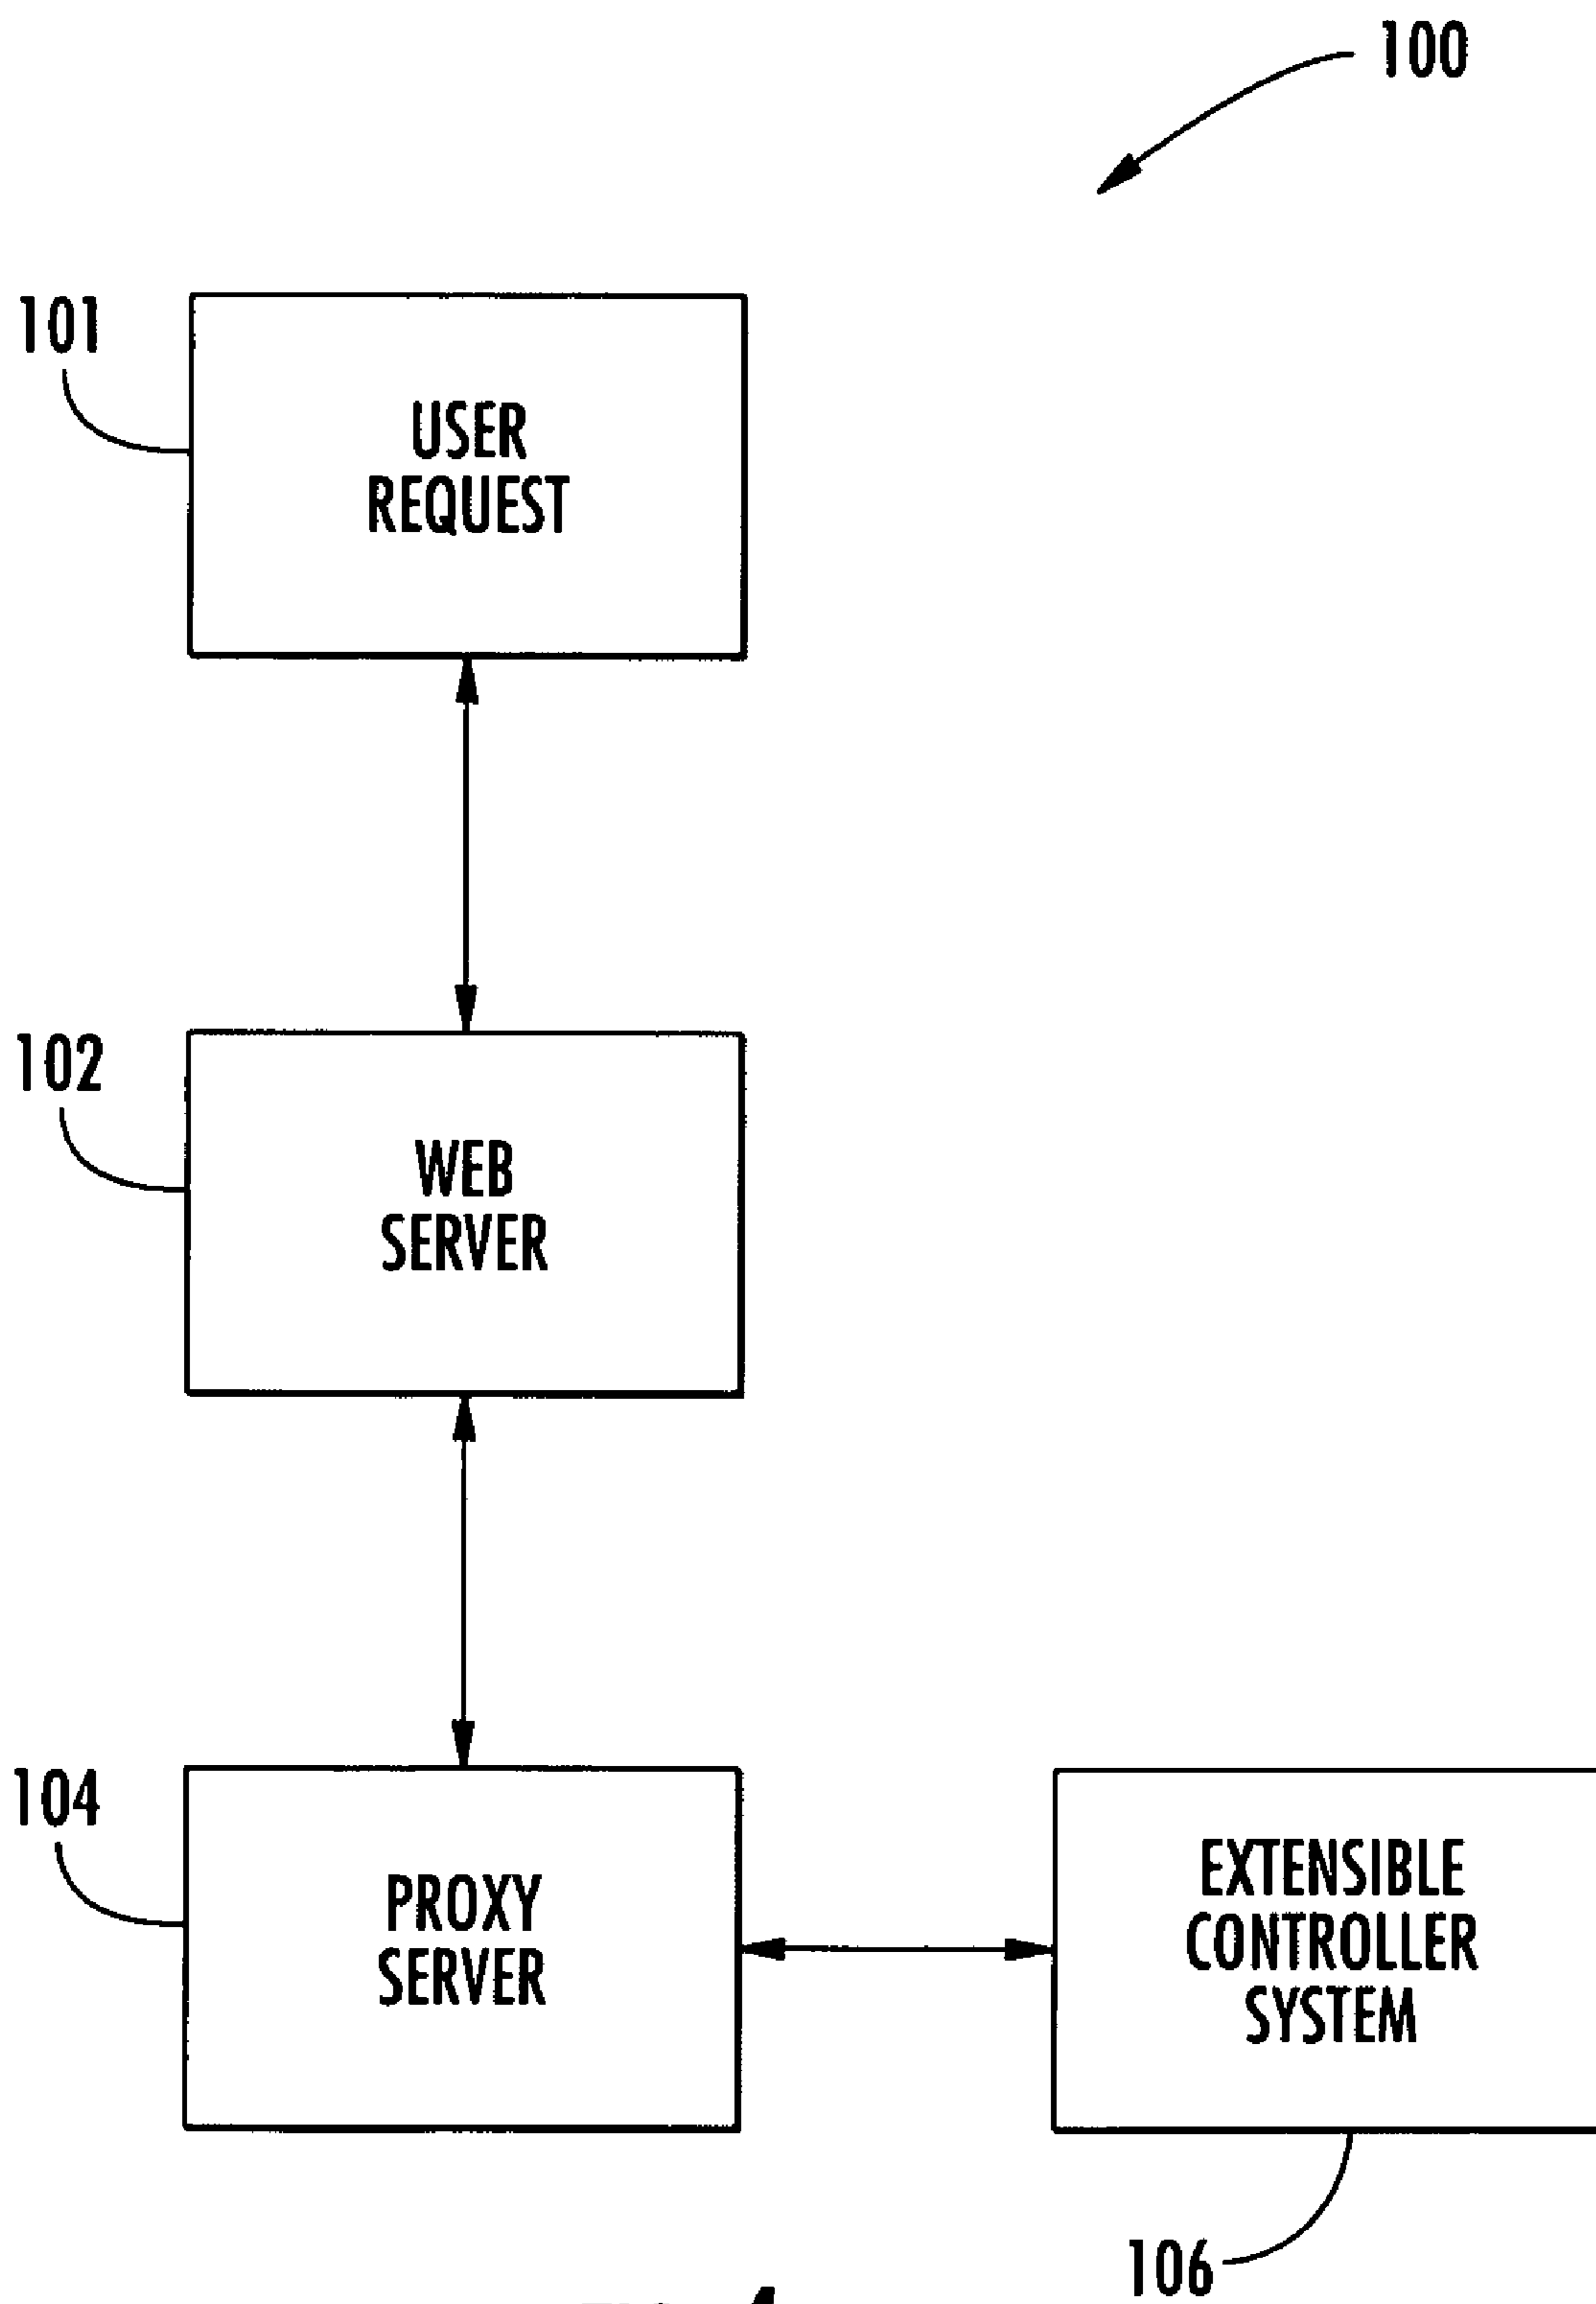 100
101
USER
REQUEST
102
WEB
SERVER
104
PROXY
SERVER
EXTENSIBLE
CONTROLLER
SYSTEM
106